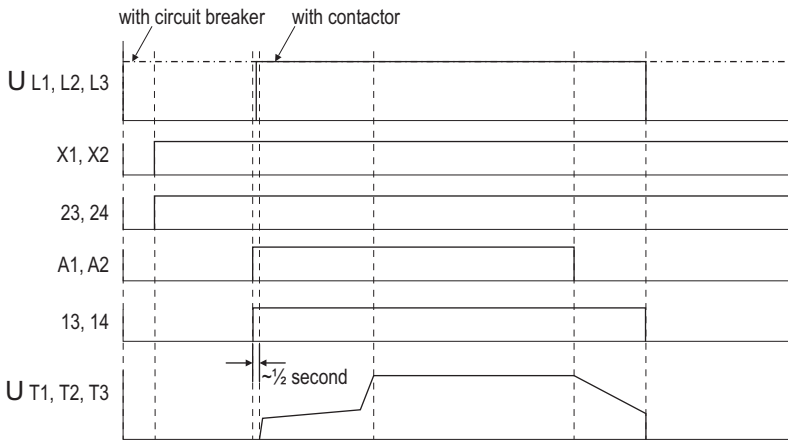 with circuit breaker
with contactor
U L1, L2, L3
X1, X2
23, 24
A1, A2
13, 14
~½ second
U T1, T2, T3